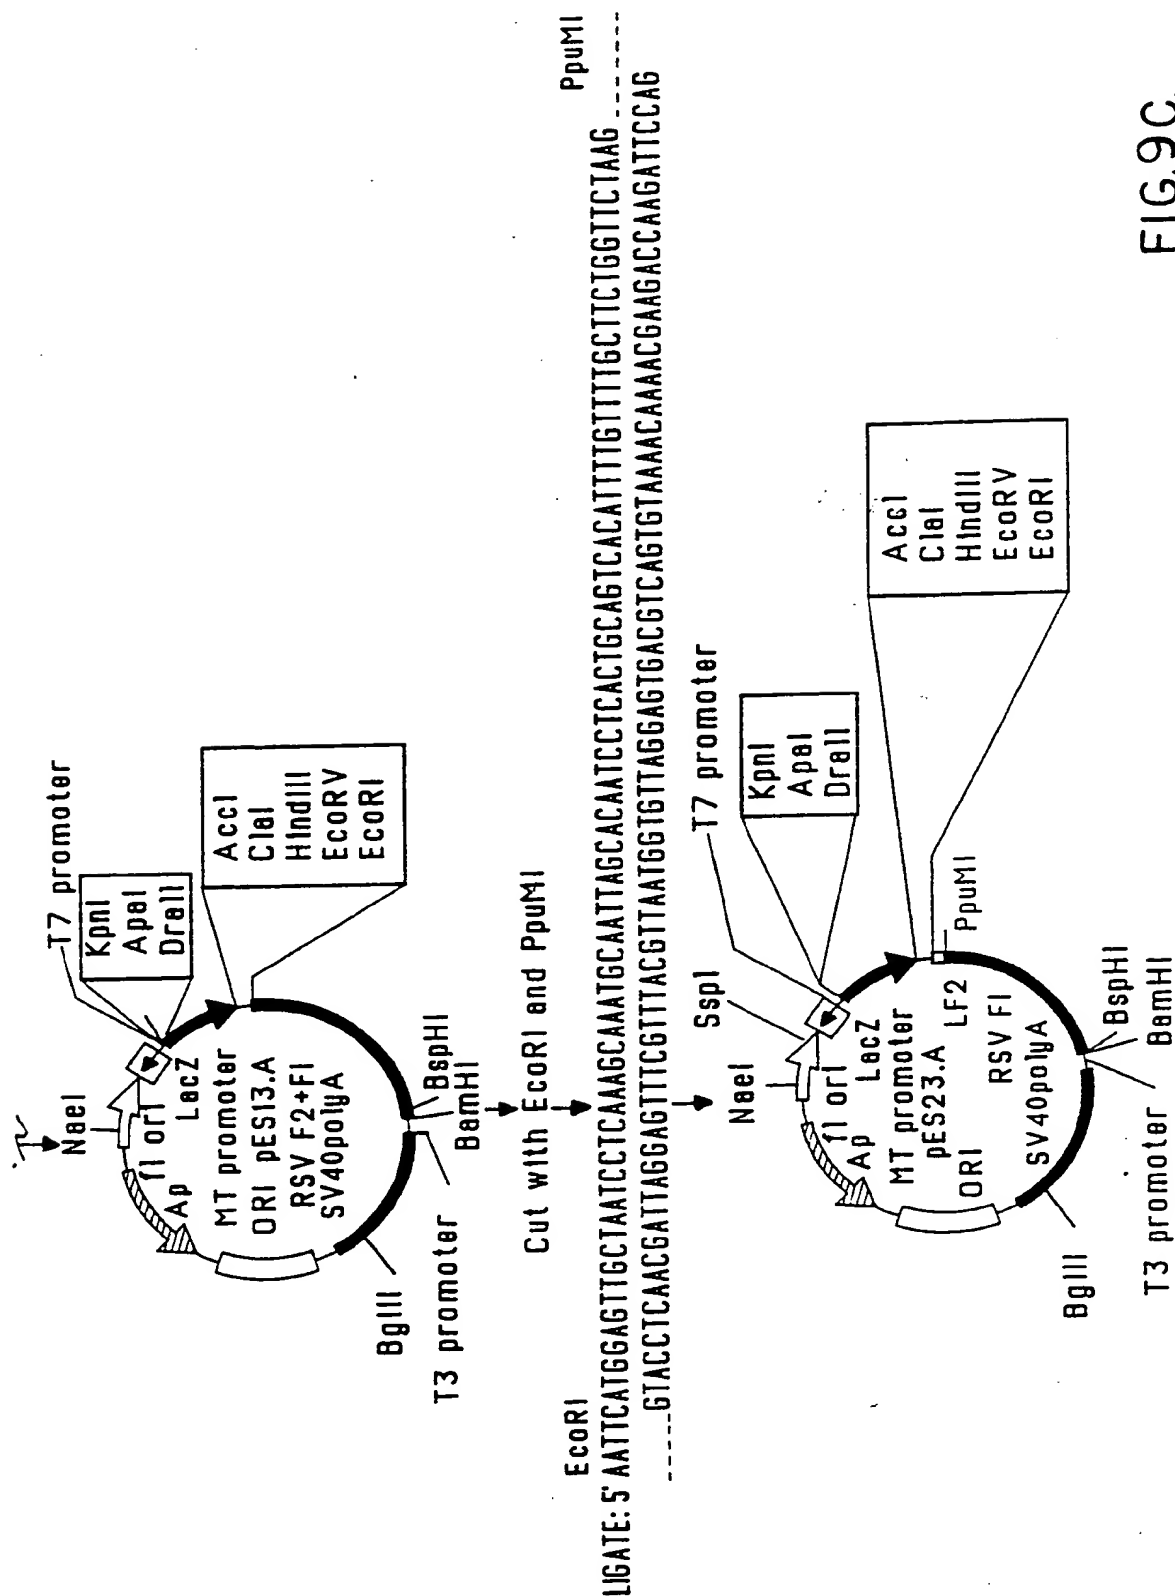 NaeI
T7 promoter
KpnI
ApaI
DraII
AccI
ClaI
HindIII
EcoRV
EcoRI
Ap
f1 ori
LacZ
MT promoter
ORI pES13.A
RSV F2+FI
SV40polyA
BspHI
BamHI
BglII
T3 promoter
Cut with EcoRI and PpuMI
EcoRI
PpuMI
LIGATE: 5' AATTCATGGAGTTGCTAATCCTCAAAGCAAATGCAATTAGCACAATCCTCACTGCAGTCACATTTTGTTTTGCTTCTGGTTCTAAG -------
-----GTACCTCAACGATTAGGAGTTTCGTTTACGTTAATGGTGTTAGGAGTGACGTCAGTGTAAAACAAAACGAAGACCAAGATTCCAG
NaeI
SspI
T7 promoter
KpnI
ApaI
DraII
AccI
ClaI
HindIII
EcoRV
EcoRI
Ap
f1 ori
LacZ
MT promoter
pES23.A
ORI
LF2
PpuMI
RSV FI
SV40polyA
BspHI
BamHI
BglII
T3 promoter
FIG.9C